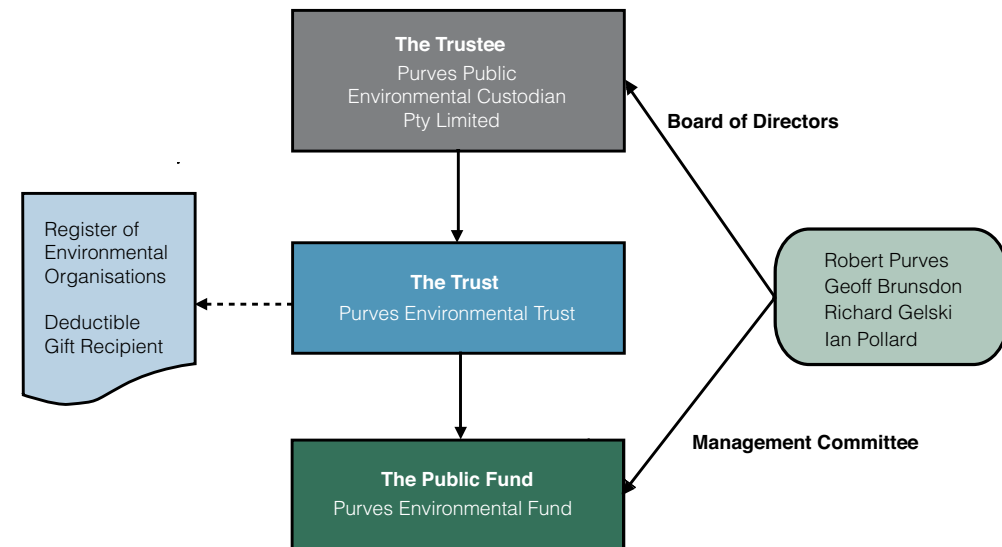 The Trustee
Purves Public
Environmental Custodian
Pty Limited
Board of Directors
Register of
Environmental
Organisations
Deductible
Gift Recipient
The Trust
Purves Environmental Trust
Robert Purves
Geoff Brunsdon
Richard Gelski
Ian Pollard
Management Committee
The Public Fund
Purves Environmental Fund